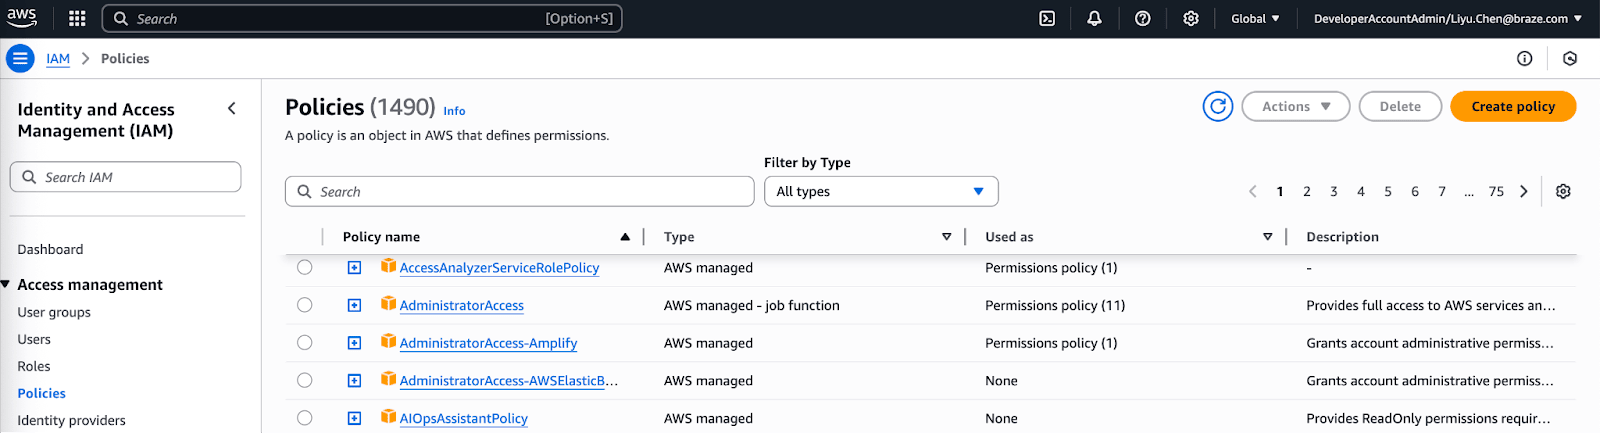 aws Search [Option+S] Global DeveloperAccountAdmin/Liyu.Chen@braze.com
IAM Policies
Identity and Access Management (IAM)
Search IAM
Dashboard
Access management
User groups
Users
Roles
Policies
Identity providers
Policies (1490) Info
Actions Delete Create policy
A policy is an object in AWS that defines permissions.
Filter by Type
Search All types 1 2 3 4 5 6 7 ... 75
Policy name Type Used as Description
AccessAnalyzerServiceRolePolicy AWS managed Permissions policy (1) -
AdministratorAccess AWS managed - job function Permissions policy (11) Provides full access to AWS services an...
AdministratorAccess-Amplify AWS managed Permissions policy (1) Grants account administrative permiss...
AdministratorAccess-AWSElasticB... AWS managed None Grants account administrative permiss...
AIOpsAssistantPolicy AWS managed None Provides ReadOnly permissions requir...